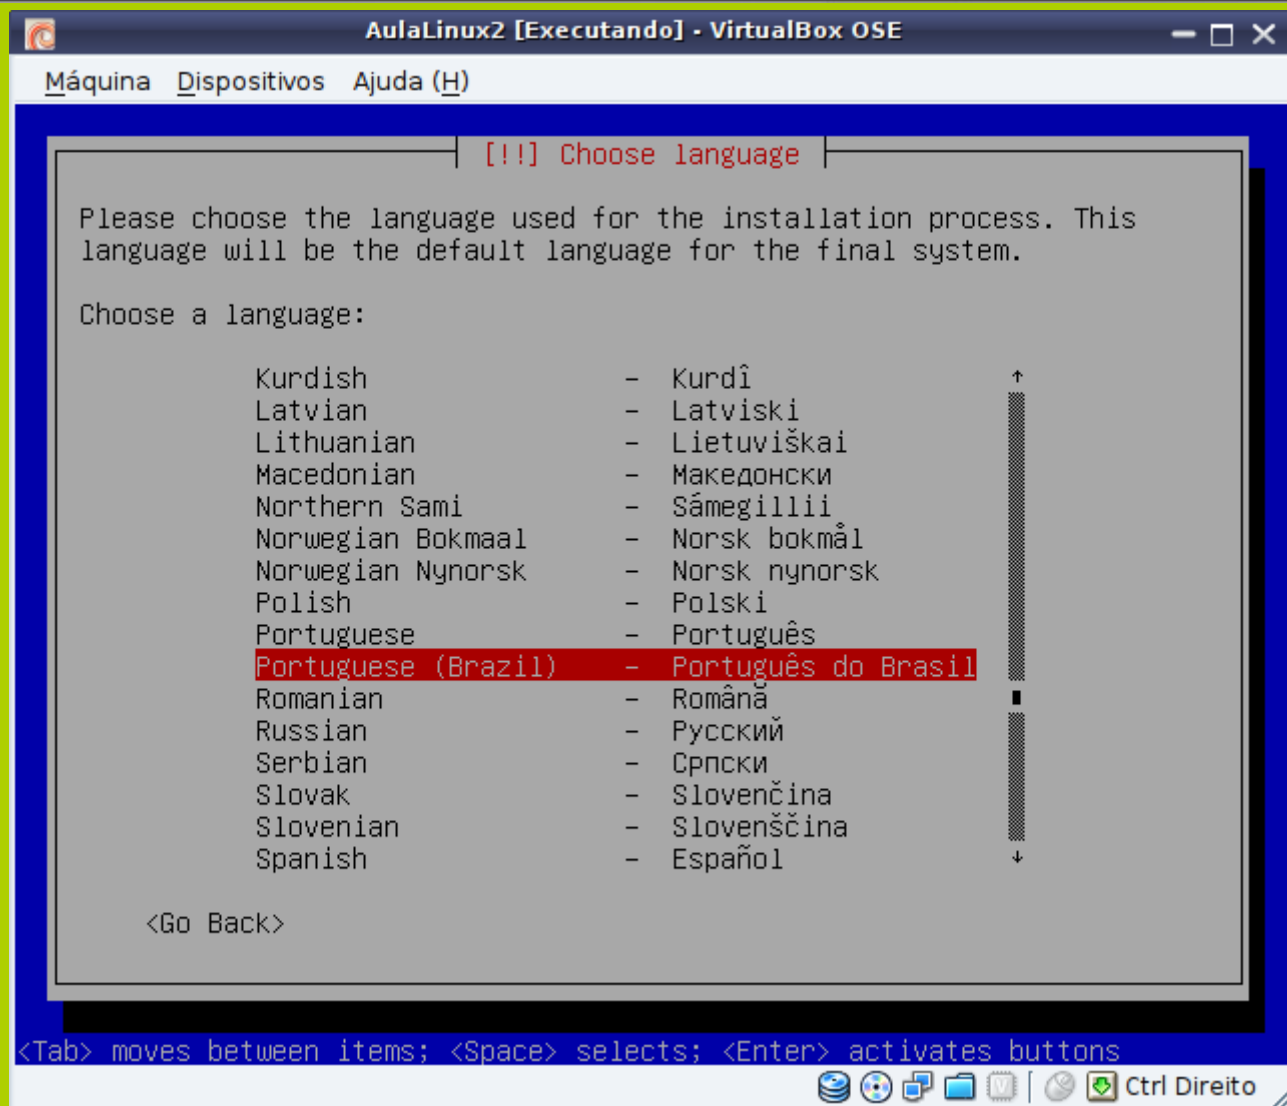 AulaLinux2 [Executando] - VirtualBox OSE
Máquina Dispositivos Ajuda (H)
[!!] Choose language
Please choose the language used for the installation process. This
language will be the default language for the final system.
Choose a language:
Kurdish - Kurdî
Latvian - Latviski
Lithuanian - Lietuviškai
Macedonian - Македонски
Northern Sami - Sámegillii
Norwegian Bokmaal - Norsk bokmål
Norwegian Nynorsk - Norsk nynorsk
Polish - Polski
Portuguese - Português
Portuguese (Brazil) - Português do Brasil
Romanian - Română
Russian - Русский
Serbian - Српски
Slovak - Slovenčina
Slovenian - Slovenščina
Spanish - Español
<Go Back>
<Tab> moves between items; <Space> selects; <Enter> activates buttons
Ctrl Direito